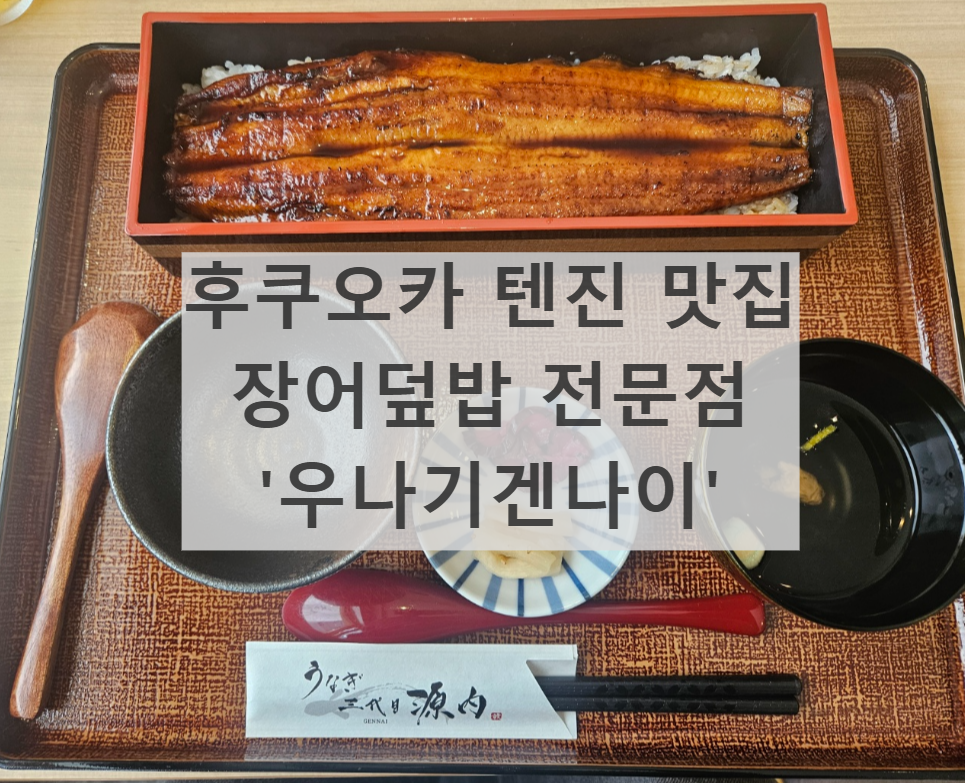 후쿠오카 텐진 맛집
장어덮밥 전문점
'우나기겐나이'
うなぎ
三代目 源内
GENNAI